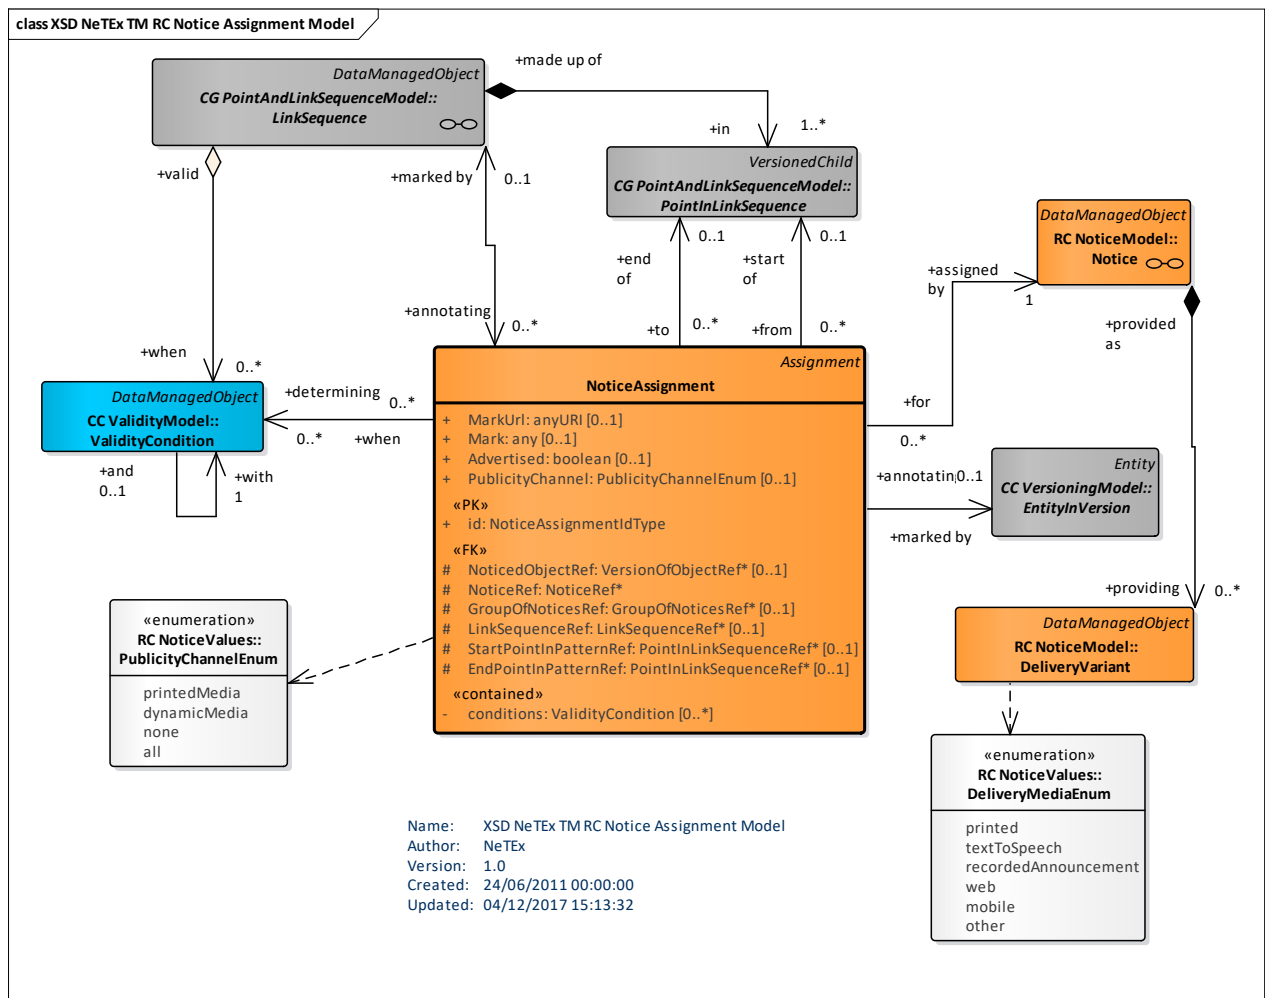 class XSD NeTEx TM RC Notice Assignment Model
DataManagedObject
CG PointAndLinkSequenceModel::
LinkSequence
+made up of
+in
1..*
VersionedChild
CG PointAndLinkSequenceModel::
PointInLinkSequence
+valid
+marked by
0..1
0..1
0..1
+end
of
+start
of
DataManagedObject
RC NoticeModel::
Notice
+assigned
by
1
+provided
as
+annotating
0..*
+to
0..*
+from
0..*
+when
0..*
DataManagedObject
CC ValidityModel::
ValidityCondition
+determining
0..*
0..*
+when
+and
0..1
+with
1
Assignment
NoticeAssignment
+ MarkUrl: anyURI [0..1]
+ Mark: any [0..1]
+ Advertised: boolean [0..1]
+ PublicityChannel: PublicityChannelEnum [0..1]
«PK»
+ id: NoticeAssignmentIdType
«FK»
# NoticedObjectRef: VersionOfObjectRef* [0..1]
# NoticeRef: NoticeRef*
# GroupOfNoticesRef: GroupOfNoticesRef* [0..1]
# LinkSequenceRef: LinkSequenceRef* [0..1]
# StartPointInPatternRef: PointInLinkSequenceRef* [0..1]
# EndPointInPatternRef: PointInLinkSequenceRef* [0..1]
«contained»
- conditions: ValidityCondition [0..*]
+for
0..*
+annotatin
0..1
+marked by
Entity
CC VersioningModel::
EntityInVersion
+providing
0..*
DataManagedObject
RC NoticeModel::
DeliveryVariant
«enumeration»
RC NoticeValues::
PublicityChannelEnum
printedMedia
dynamicMedia
none
all
«enumeration»
RC NoticeValues::
DeliveryMediaEnum
printed
textToSpeech
recordedAnnouncement
web
mobile
other
Name: XSD NeTEx TM RC Notice Assignment Model
Author: NeTEx
Version: 1.0
Created: 24/06/2011 00:00:00
Updated: 04/12/2017 15:13:32